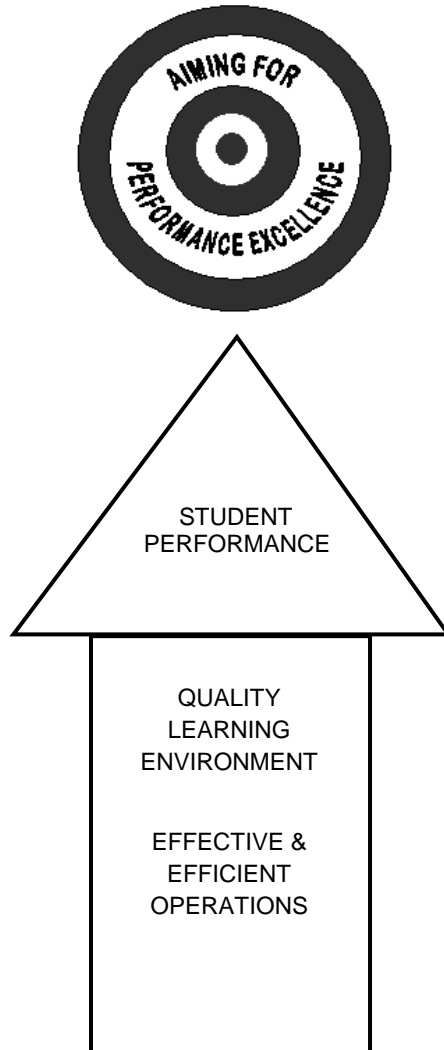 AIMING FOR
PERFORMANCE EXCELLENCE
STUDENT
PERFORMANCE
QUALITY
LEARNING
ENVIRONMENT
EFFECTIVE &
EFFICIENT
OPERATIONS